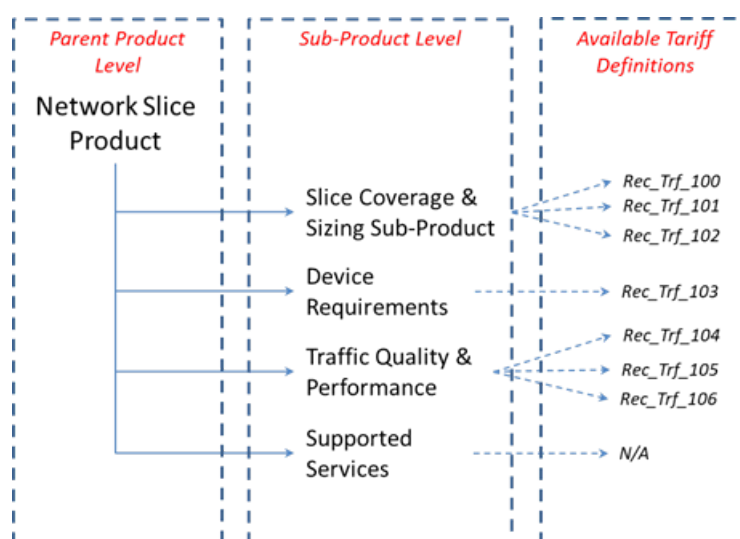 Parent Product
Level
Sub-Product Level
Available Tariff
Definitions
Network Slice
Product
Slice Coverage &
Sizing Sub-Product
Rec_Trf_100
Rec_Trf_101
Rec_Trf_102
Device
Requirements
Rec_Trf_103
Traffic Quality &
Performance
Rec_Trf_104
Rec_Trf_105
Rec_Trf_106
Supported
Services
N/A